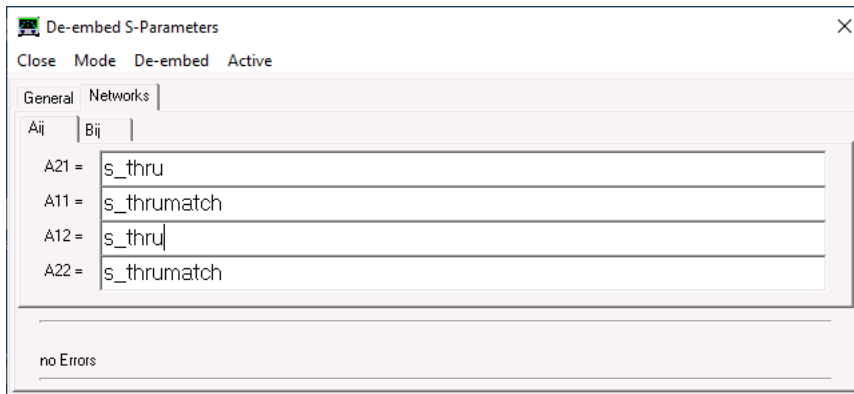 De-embed S-Parameters
Close Mode De-embed Active
General Networks
Aij Bij
A21 = s_thru
A11 = s_thrumatch
A12 = s_thru
A22 = s_thrumatch
no Errors